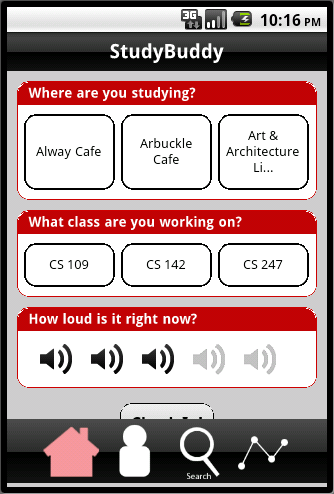 3G 10:16 PM
StudyBuddy
Where are you studying?
Alway Cafe
Arbuckle
Cafe
Art &
Architecture
Li...
What class are you working on?
CS 109
CS 142
CS 247
How loud is it right now?
Search